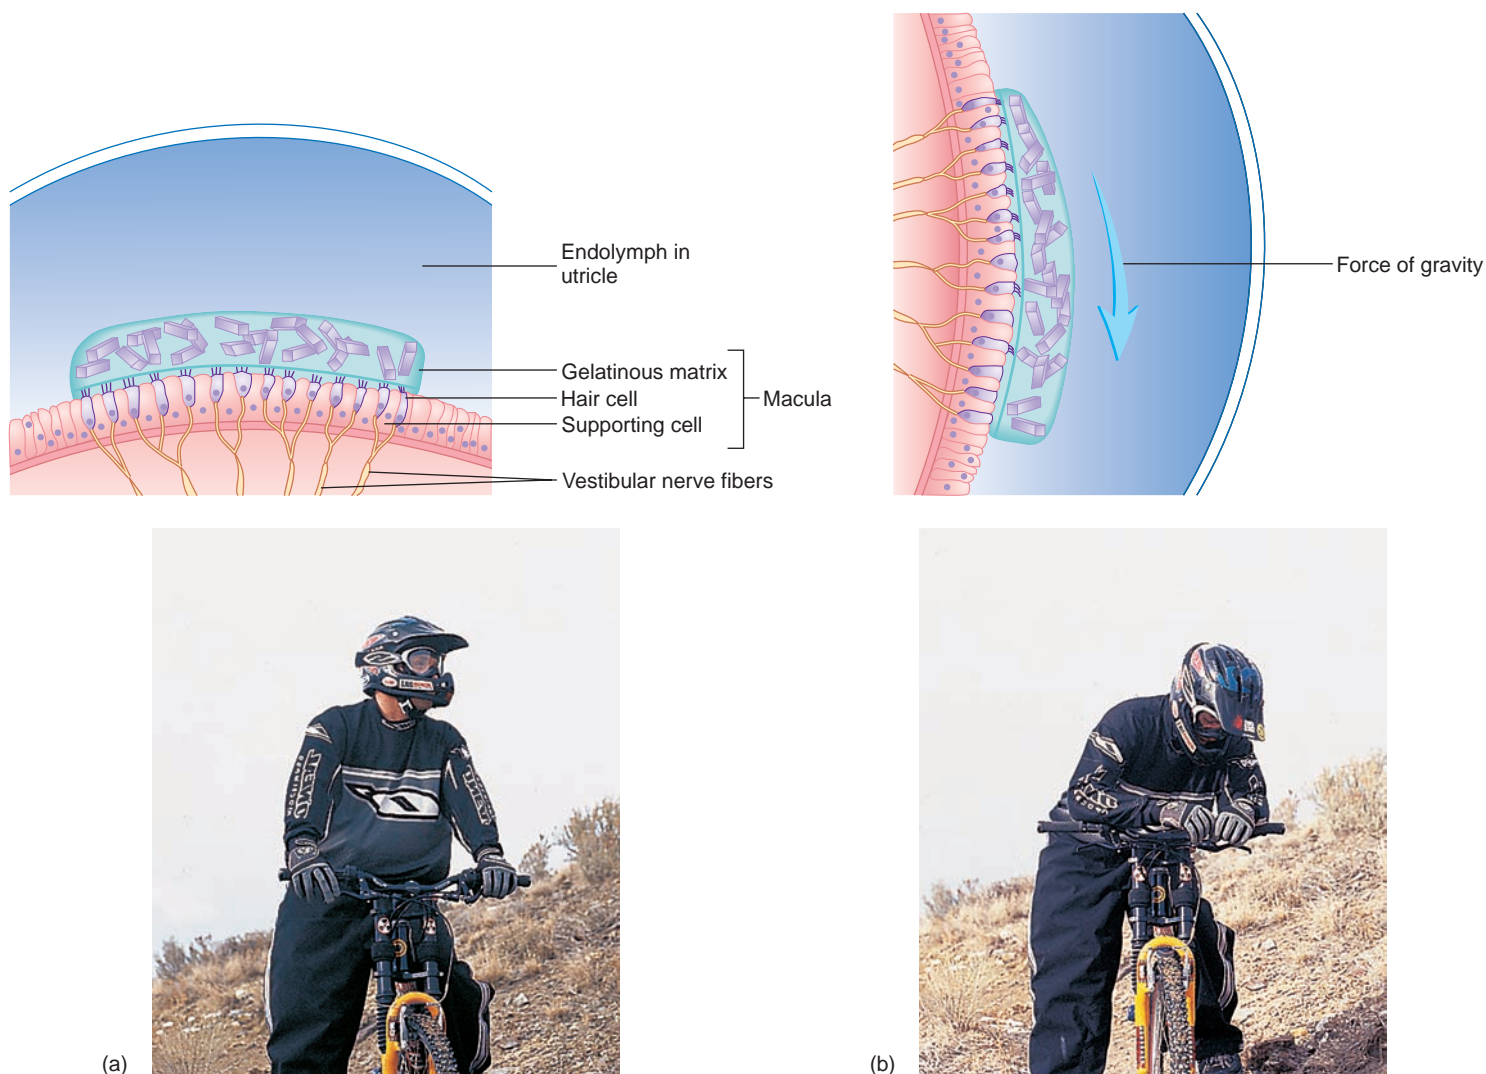 Endolymph in
utricle
Gelatinous matrix
Hair cell
Supporting cell
Macula
Vestibular nerve fibers
Force of gravity
(a)
(b)